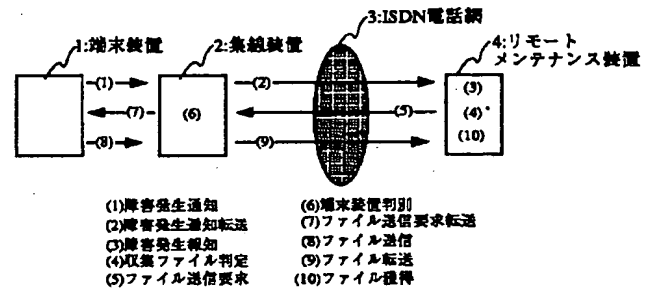 3:ISDN電話網
1:端末装置
2:集線装置
4:リモート
メンテナンス装置
(1)
(2)
(3)
(7)
(6)
(5)
(4)
(8)
(9)
(10)
(1)障害発生通知
(2)障害発生通知転送
(3)障害発生報知
(4)収集ファイル判定
(5)ファイル送信要求
(6)端末装置判別
(7)ファイル送信要求転送
(8)ファイル送信
(9)ファイル転送
(10)ファイル獲得